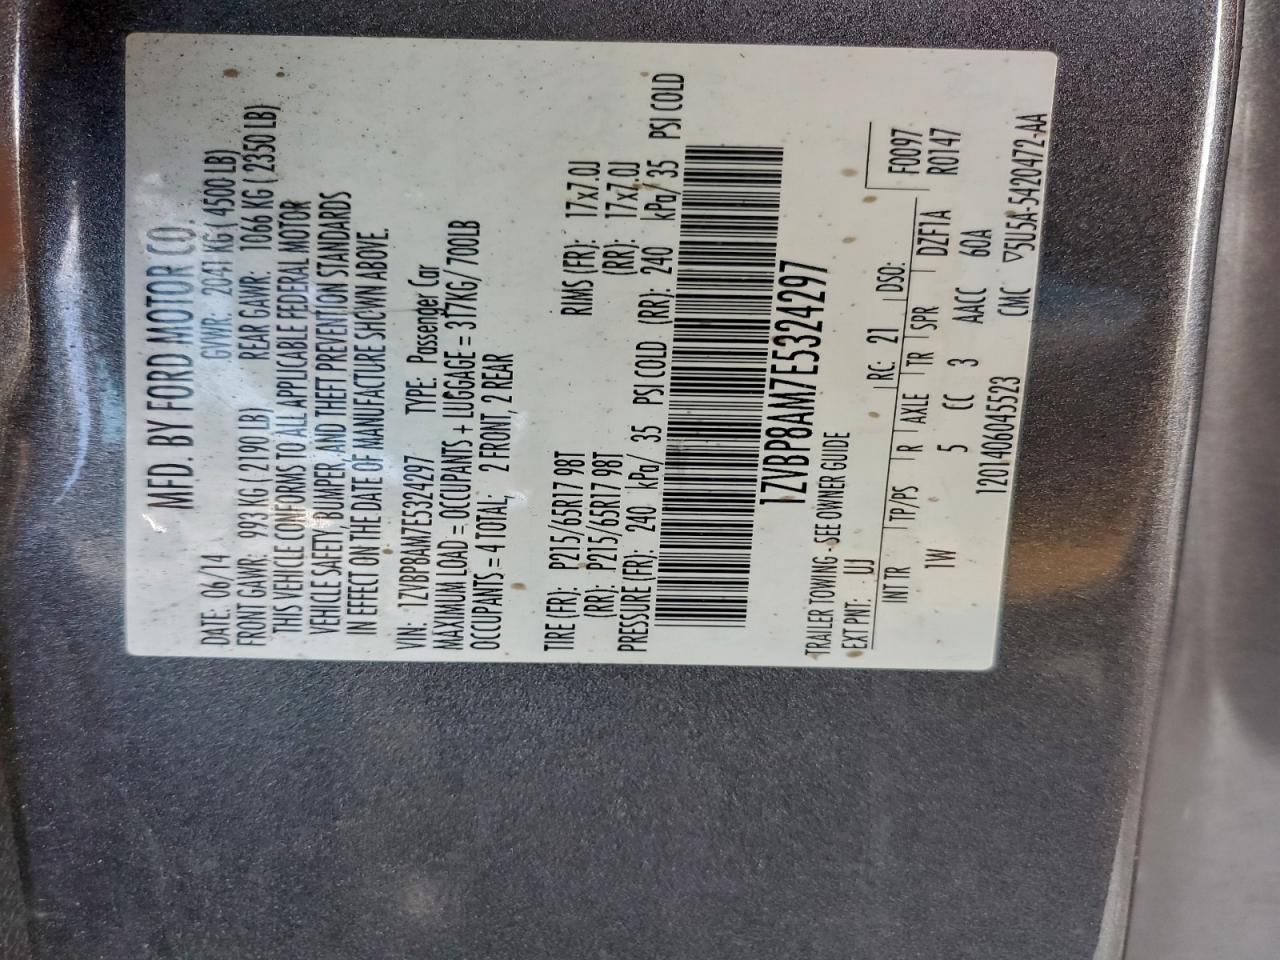 MFD. BY FORD MOTOR CO.
DATE: 06/14 GVWR: 2041 KG ( 4500 LB)
FRONT GAWR: 993 KG ( 2190 LB) REAR GAWR: 1066 KG ( 2350 LB)
THIS VEHICLE CONFORMS TO ALL APPLICABLE FEDERAL MOTOR
VEHICLE SAFETY, BUMPER, AND THEFT PREVENTION STANDARDS
IN EFFECT ON THE DATE OF MANUFACTURE SHOWN ABOVE.
VIN: 1ZVBP8AM7E5324297 TYPE: Passenger Car
MAXIMUM LOAD = OCCUPANTS + LUGGAGE = 317KG/ 700LB
OCCUPANTS = 4 TOTAL, 2 FRONT, 2 REAR
TIRE (FR): P215/65R17 98T RIMS (FR): 17x7.0J
(RR): P215/65R17 98T (RR): 17x7.0J
PRESSURE (FR): 240 kPa/ 35 PSI COLD (RR): 240 kPa/ 35 PSI COLD
1ZVBP8AM7E5324297
TRAILER TOWING - SEE OWNER GUIDE
EXT PNT: UJ RC: 21 DSO:
INT TR TP/PS R AXLE TR SPR F0097
1W 5 CC 3 AACC 60A DZF1A R0147
120140604552​3 CMC ▽5U5A-5420472-AA